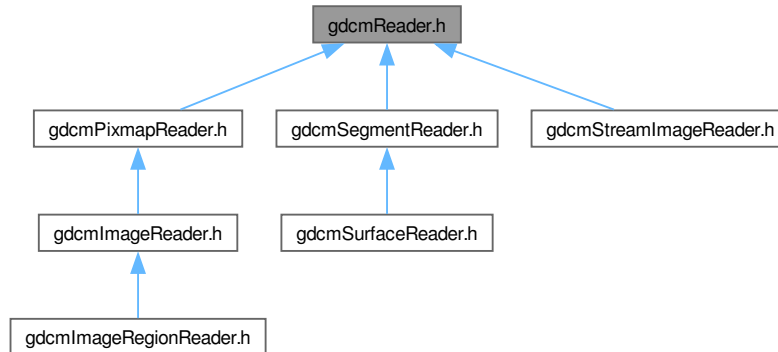 gdcmReader.h
gdcmPixmapReader.h
gdcmSegmentReader.h
gdcmStreamImageReader.h
gdcmImageReader.h
gdcmSurfaceReader.h
gdcmImageRegionReader.h